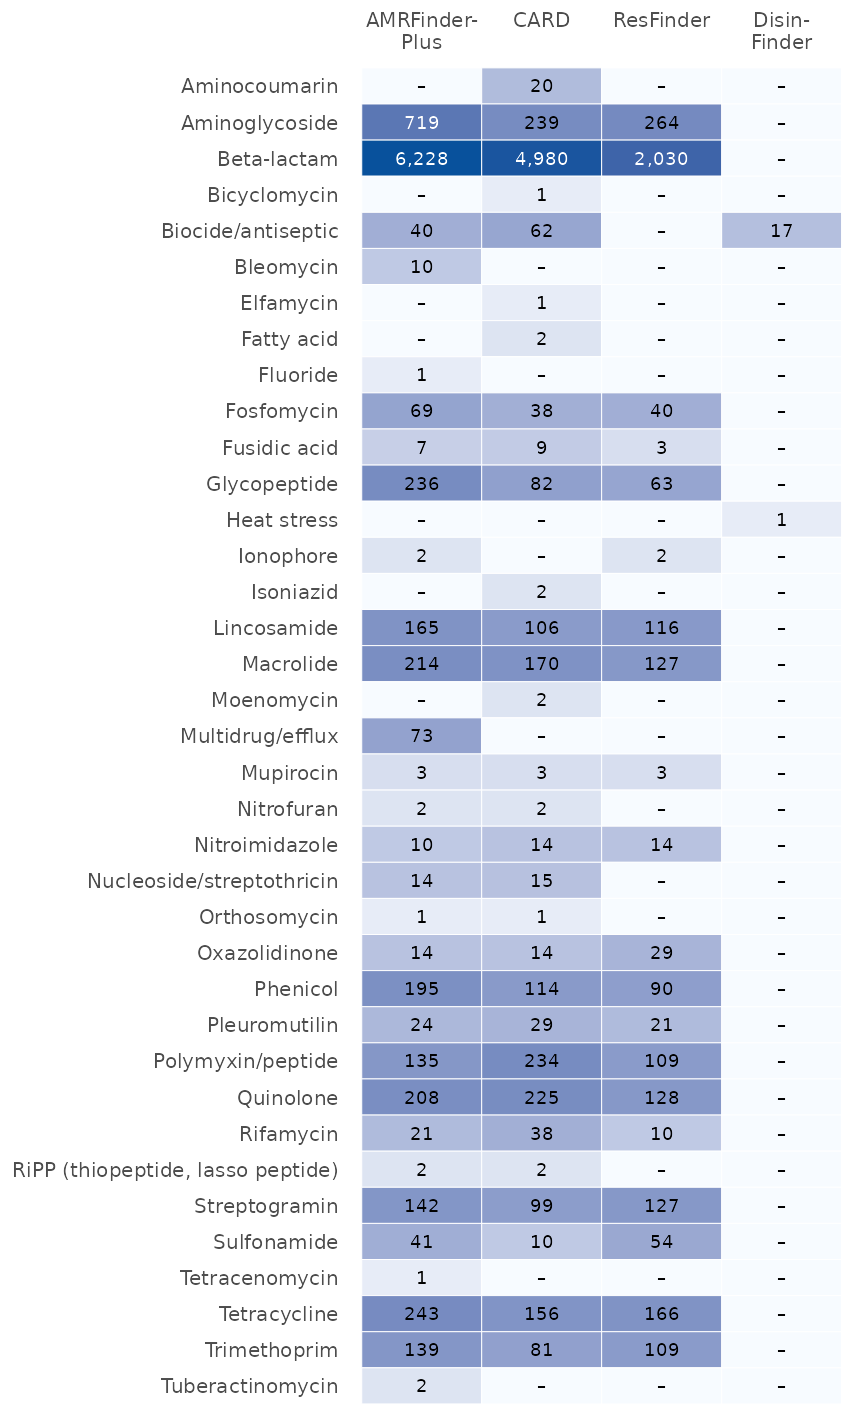 AMRFinder-
Plus
CARD
ResFinder
Disin-
Finder
Aminocoumarin – 20 – –
Aminoglycoside 719 239 264 –
Beta-lactam 6,228 4,980 2,030 –
Bicyclomycin – 1 – –
Biocide/antiseptic 40 62 – 17
Bleomycin 10 – – –
Elfamycin – 1 – –
Fatty acid – 2 – –
Fluoride 1 – – –
Fosfomycin 69 38 40 –
Fusidic acid 7 9 3 –
Glycopeptide 236 82 63 –
Heat stress – – – 1
Ionophore 2 – 2 –
Isoniazid – 2 – –
Lincosamide 165 106 116 –
Macrolide 214 170 127 –
Moenomycin – 2 – –
Multidrug/efflux 73 – – –
Mupirocin 3 3 3 –
Nitrofuran 2 2 – –
Nitroimidazole 10 14 14 –
Nucleoside/streptothricin 14 15 – –
Orthosomycin 1 1 – –
Oxazolidinone 14 14 29 –
Phenicol 195 114 90 –
Pleuromutilin 24 29 21 –
Polymyxin/peptide 135 234 109 –
Quinolone 208 225 128 –
Rifamycin 21 38 10 –
RiPP (thiopeptide, lasso peptide) 2 2 – –
Streptogramin 142 99 127 –
Sulfonamide 41 10 54 –
Tetracenomycin 1 – – –
Tetracycline 243 156 166 –
Trimethoprim 139 81 109 –
Tuberactinomycin 2 – – –